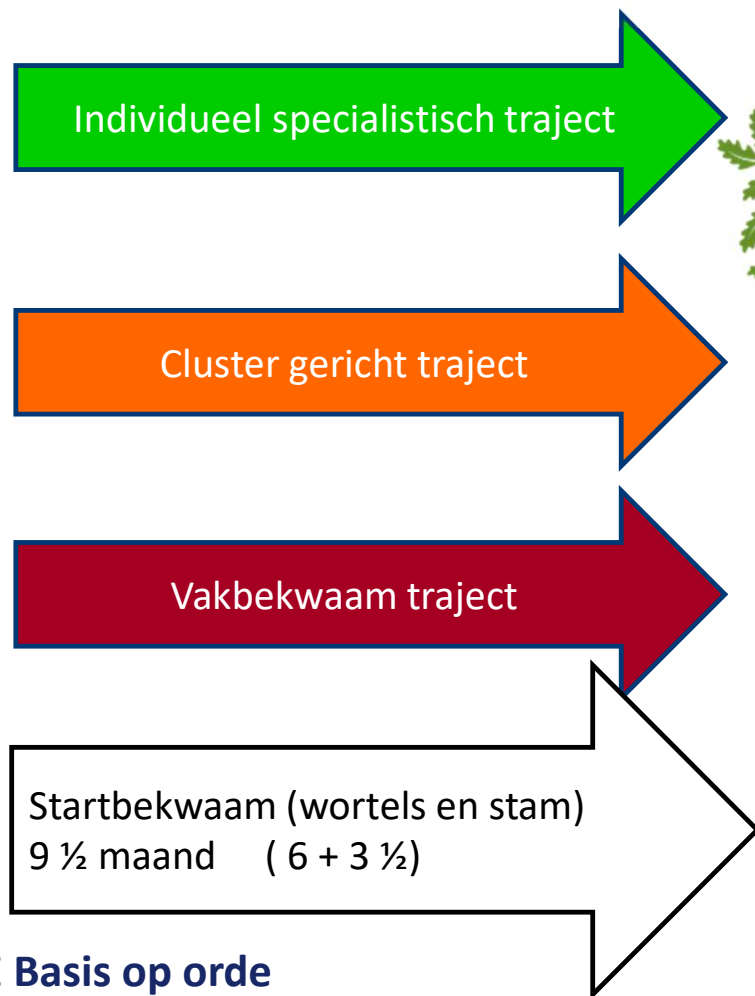 Individueel specialistisch traject
Cluster gericht traject
Vakbekwaam traject
Startbekwaam (wortels en stam)
9 ½ maand ( 6 + 3 ½)
Basis op orde